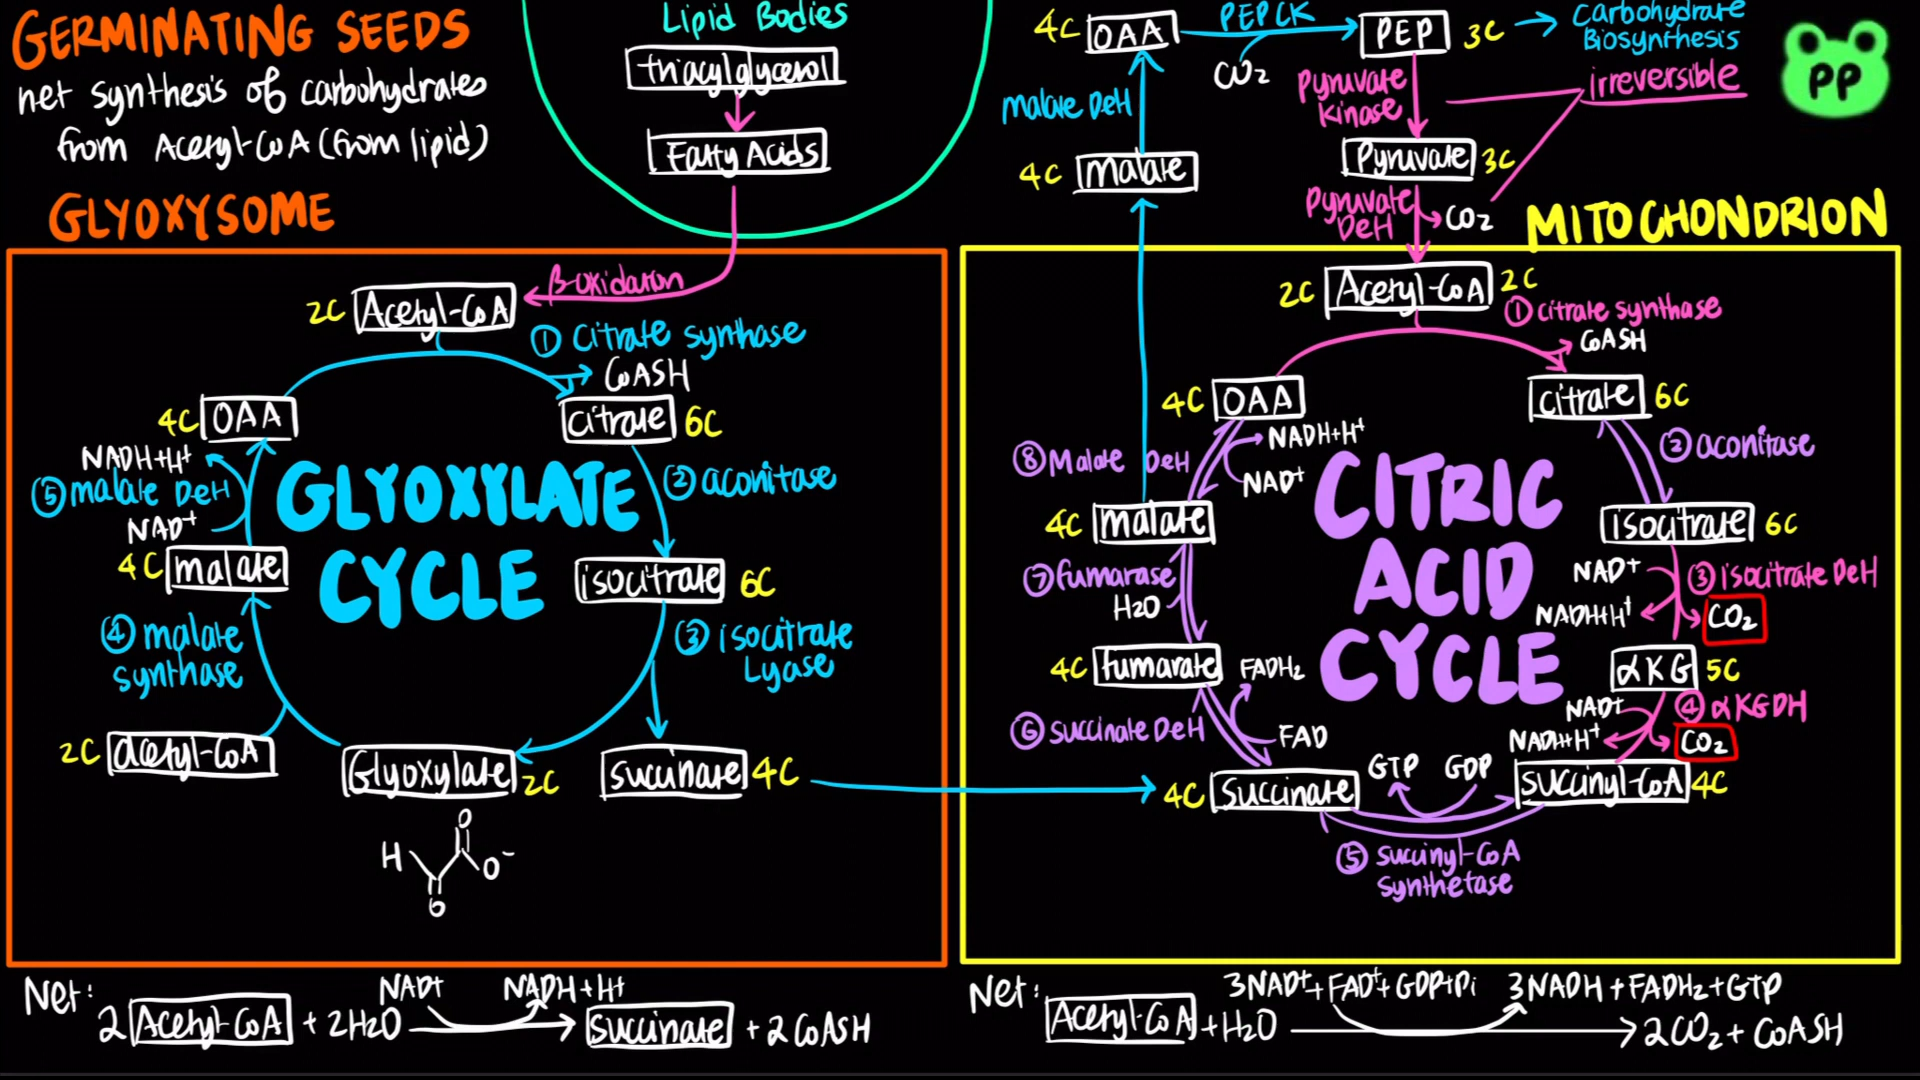 GERMINATING SEEDS
net synthesis of carbohydrates
from Acetyl-CoA (from lipid)
Lipid Bodies
triacylglycerol
Fatty Acids
4C OAA
PEPCK
CO2
PEP 3C
Carbohydrate
Biosynthesis
irreversible
PP
malate DeH
4C malate
Pyruvate
kinase
Pyruvate 3C
Pyruvate
DeH
CO2
GLYOXYSOME
β-oxidation
2C Acetyl-CoA
① Citrate synthase
CoASH
4C OAA
citrate 6C
NADH+H+
⑤ malate DeH
NAD+
② aconitase
GLYOXYLATE
CYCLE
4C malate
isocitrate 6C
④ malate
synthase
③ isocitrate
Lyase
2C acetyl-CoA
Glyoxylate 2C
succinate 4C
H
O
O-
O
Net:
2 Acetyl-CoA + 2H2O
NAD+
NADH+H+
succinate + 2CoASH
MITOCHONDRION
2C Acetyl-CoA 2C
① citrate synthase
CoASH
4C OAA
citrate 6C
NADH+H+
NAD+
⑧ Malate DeH
② aconitase
CITRIC
ACID
CYCLE
4C malate
isocitrate 6C
⑦ fumarase
H2O
NAD+
③ isocitrate DeH
NADH+H+
CO2
4C fumarate
FADH2
αKG 5C
⑥ succinate DeH
FAD
NAD+
④ αKGDH
NADH+H+
CO2
GTP GDP
4C succinate
succinyl-CoA 4C
⑤ succinyl-CoA
synthetase
Net:
Acetyl-CoA + H2O
3NAD+ + FAD+ + GDP+Pi
3NADH + FADH2 + GTP
2CO2 + CoASH